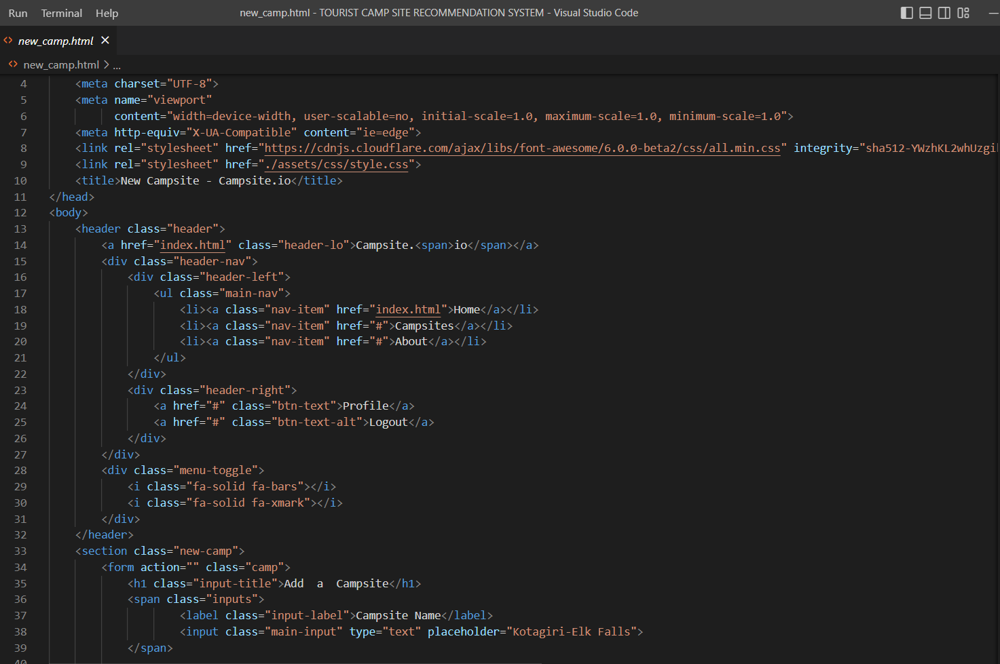 Run Terminal Help new_camp.html - TOURIST CAMP SITE RECOMMENDATION SYSTEM - Visual Studio Code
new_camp.html
new_camp.html > ...
4 <meta charset="UTF-8">
5 <meta name="viewport"
6 content="width=device-width, user-scalable=no, initial-scale=1.0, maximum-scale=1.0, minimum-scale=1.0">
7 <meta http-equiv="X-UA-Compatible" content="ie=edge">
8 <link rel="stylesheet" href="https://cdnjs.cloudflare.com/ajax/libs/font-awesome/6.0.0-beta2/css/all.min.css" integrity="sha512-YWzhKL2whUzgi
9 <link rel="stylesheet" href="./assets/css/style.css">
10 <title>New Campsite - Campsite.io</title>
11 </head>
12 <body>
13 <header class="header">
14 <a href="index.html" class="header-lo">Campsite.<span>io</span></a>
15 <div class="header-nav">
16 <div class="header-left">
17 <ul class="main-nav">
18 <li><a class="nav-item" href="index.html">Home</a></li>
19 <li><a class="nav-item" href="#">Campsites</a></li>
20 <li><a class="nav-item" href="#">About</a></li>
21 </ul>
22 </div>
23 <div class="header-right">
24 <a href="#" class="btn-text">Profile</a>
25 <a href="#" class="btn-text-alt">Logout</a>
26 </div>
27 </div>
28 <div class="menu-toggle">
29 <i class="fa-solid fa-bars"></i>
30 <i class="fa-solid fa-xmark"></i>
31 </div>
32 </header>
33 <section class="new-camp">
34 <form action="" class="camp">
35 <h1 class="input-title">Add  a  Campsite</h1>
36 <span class="inputs">
37 <label class="input-label">Campsite Name</label>
38 <input class="main-input" type="text" placeholder="Kotagiri-Elk Falls">
39 </span>
40